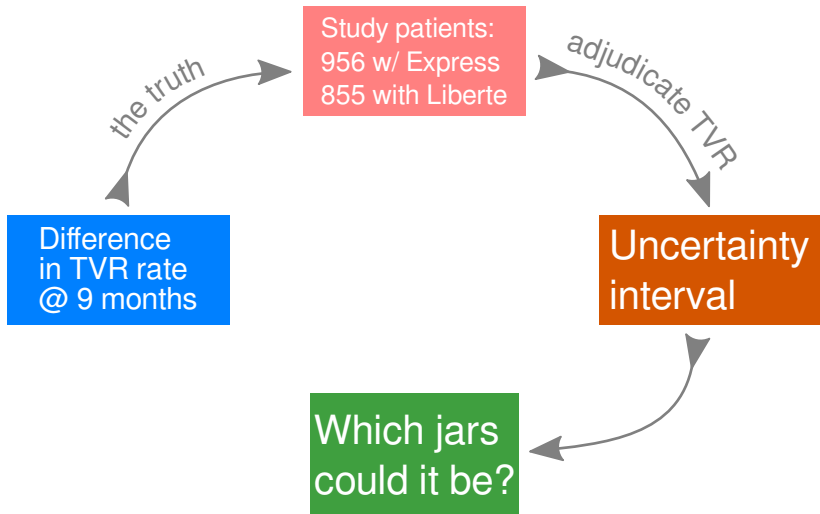 Study patients:
956 w/ Express
855 with Liberte
the truth
adjudicate TVR
Difference
in TVR rate
@ 9 months
Uncertainty
interval
Which jars
could it be?